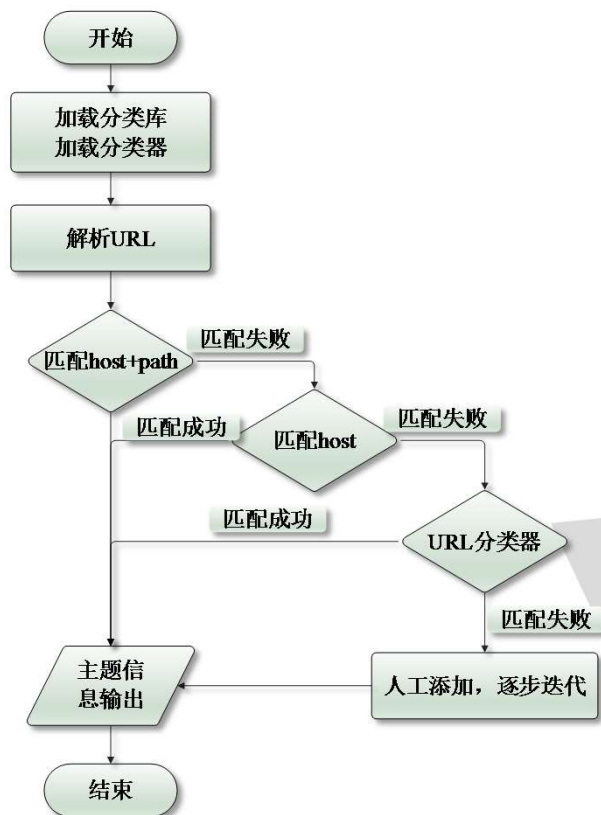 开始
加载分类库
加载分类器
解析URL
匹配host+path
匹配失败
匹配成功
匹配host
匹配失败
匹配成功
URL分类器
匹配失败
主题信
息输出
人工添加，逐步迭代
结束